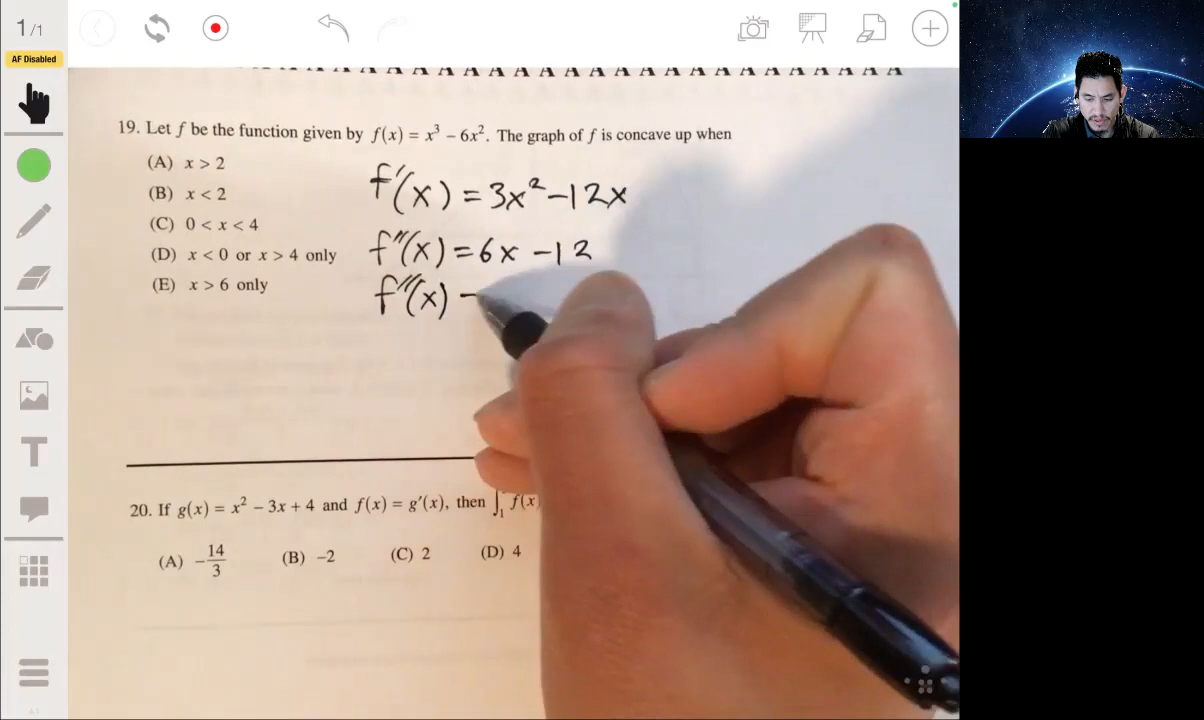 1/1
AF Disabled
A A A A A A A A A A A A A A A A A A A A A A A A A
19. Let f be the function given by f(x) = x³ − 6x². The graph of f is concave up when
(A) x > 2
(B) x < 2
(C) 0 < x < 4
(D) x < 0 or x > 4 only
(E) x > 6 only
f'(x) = 3x² − 12x
f''(x) = 6x − 12
f''(x) −
20. If g(x) = x² − 3x + 4 and f(x) = g′(x), then ∫₁ f(x)
(A) −14/3 (B) −2 (C) 2 (D) 4
T